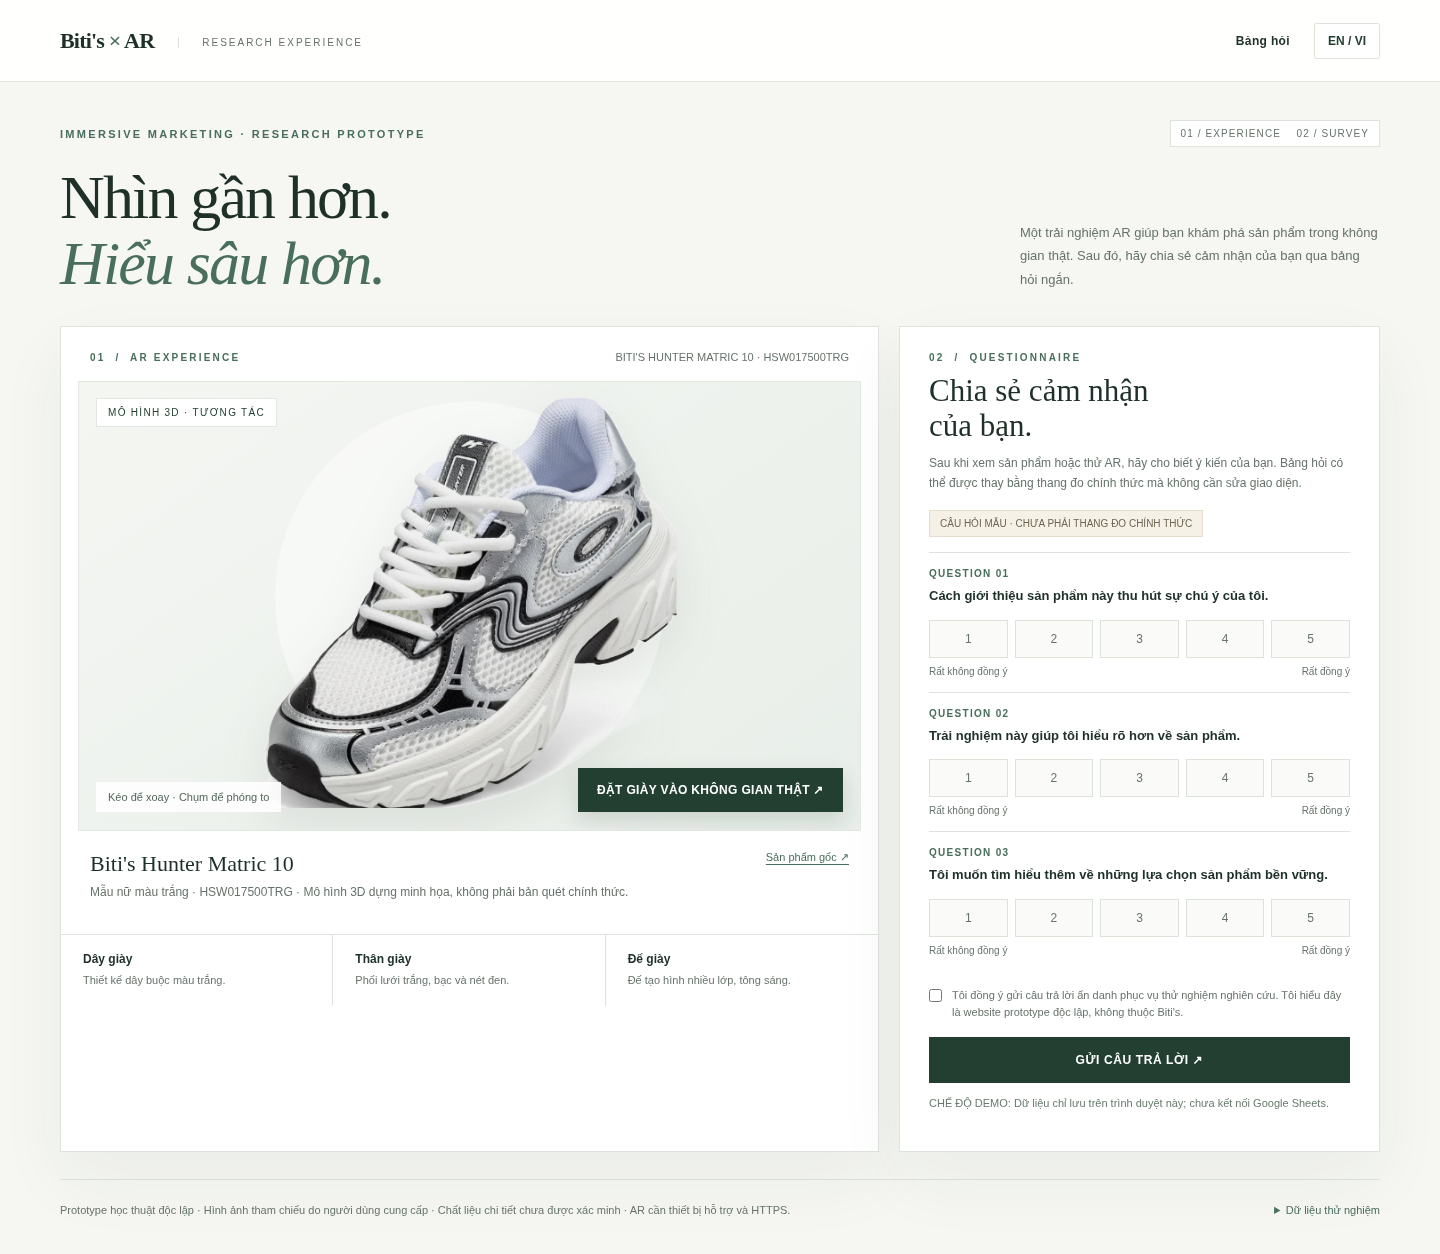 Biti's × AR
RESEARCH EXPERIENCE
Bảng hỏi
EN / VI
IMMERSIVE MARKETING · RESEARCH PROTOTYPE
01 / EXPERIENCE 02 / SURVEY
Nhìn gần hơn.
Hiểu sâu hơn.
Một trải nghiệm AR giúp bạn khám phá sản phẩm trong không
gian thật. Sau đó, hãy chia sẻ cảm nhận của bạn qua bảng
hỏi ngắn.
01 / AR EXPERIENCE
BITI'S HUNTER MATRIC 10 · HSW017500TRG
MÔ HÌNH 3D · TƯƠNG TÁC
Kéo để xoay · Chụm để phóng to
ĐẶT GIÀY VÀO KHÔNG GIAN THẬT ↗
Biti's Hunter Matric 10
Sản phẩm gốc ↗
Mẫu nữ màu trắng · HSW017500TRG · Mô hình 3D dựng minh họa, không phải bản quét chính thức.
Dây giày
Thiết kế dây buộc màu trắng.
Thân giày
Phối lưới trắng, bạc và nét đen.
Đế giày
Đế tạo hình nhiều lớp, tông sáng.
02 / QUESTIONNAIRE
Chia sẻ cảm nhận
của bạn.
Sau khi xem sản phẩm hoặc thử AR, hãy cho biết ý kiến của bạn. Bảng hỏi có
thể được thay bằng thang đo chính thức mà không cần sửa giao diện.
CÂU HỎI MẪU · CHƯA PHẢI THANG ĐO CHÍNH THỨC
QUESTION 01
Cách giới thiệu sản phẩm này thu hút sự chú ý của tôi.
1 2 3 4 5
Rất không đồng ý Rất đồng ý
QUESTION 02
Trải nghiệm này giúp tôi hiểu rõ hơn về sản phẩm.
1 2 3 4 5
Rất không đồng ý Rất đồng ý
QUESTION 03
Tôi muốn tìm hiểu thêm về những lựa chọn sản phẩm bền vững.
1 2 3 4 5
Rất không đồng ý Rất đồng ý
Tôi đồng ý gửi câu trả lời ẩn danh phục vụ thử nghiệm nghiên cứu. Tôi hiểu đây
là website prototype độc lập, không thuộc Biti's.
GỬI CÂU TRẢ LỜI ↗
CHẾ ĐỘ DEMO: Dữ liệu chỉ lưu trên trình duyệt này; chưa kết nối Google Sheets.
Prototype học thuật độc lập · Hình ảnh tham chiếu do người dùng cung cấp · Chất liệu chi tiết chưa được xác minh · AR cần thiết bị hỗ trợ và HTTPS.
▶ Dữ liệu thử nghiệm